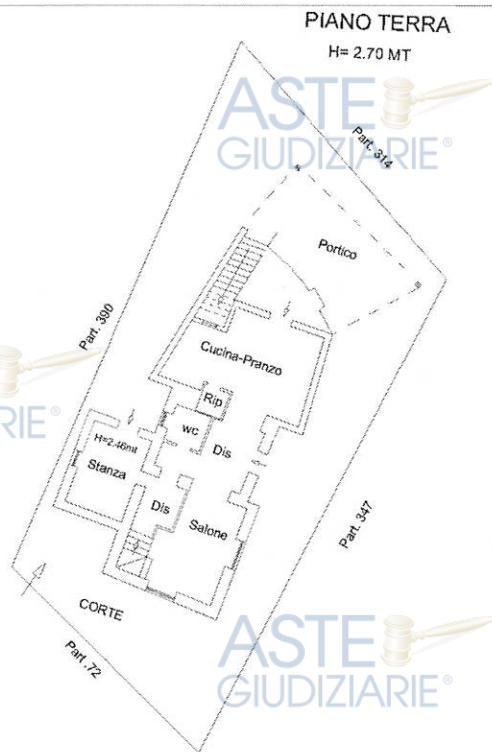 PIANO TERRA
H= 2.70 MT
ASTE
GIUDIZIARIE®
Part. 314
Portico
Part. 390
Cucina-Pranzo
Rip
RIE®
wc
Dis
H=2.46mt
Stanza
Dis
Salone
Part. 347
CORTE
Part .72
ASTE
GIUDIZIARIE®